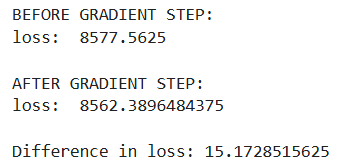 BEFORE GRADIENT STEP:
loss:  8577.5625
AFTER GRADIENT STEP:
loss:  8562.3896484375
Difference in loss: 15.1728515625